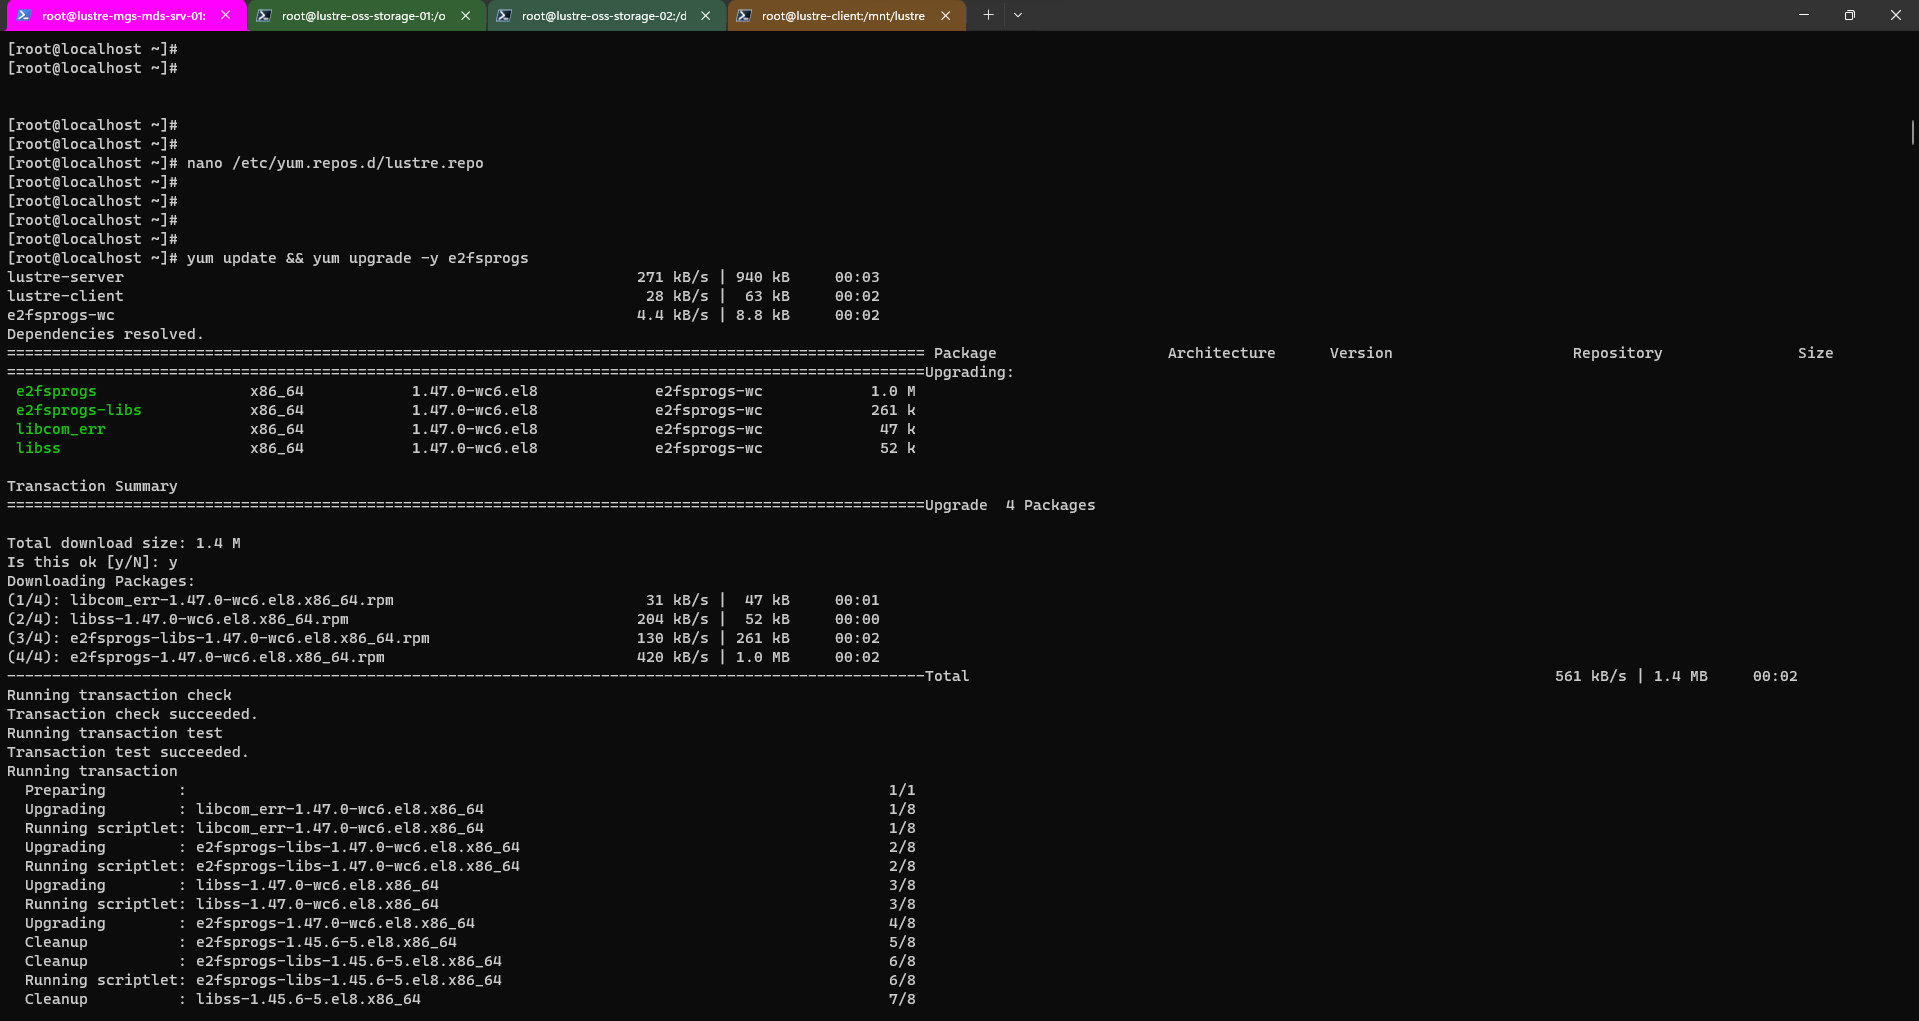 root@lustre-mgs-mds-srv-01: root@lustre-oss-storage-01:/o root@lustre-oss-storage-02:/d root@lustre-client:/mnt/lustre
[root@localhost ~]#
[root@localhost ~]#
[root@localhost ~]#
[root@localhost ~]#
[root@localhost ~]# nano /etc/yum.repos.d/lustre.repo
[root@localhost ~]#
[root@localhost ~]#
[root@localhost ~]#
[root@localhost ~]#
[root@localhost ~]# yum update && yum upgrade -y e2fsprogs
lustre-server 271 kB/s | 940 kB 00:03
lustre-client 28 kB/s | 63 kB 00:02
e2fsprogs-wc 4.4 kB/s | 8.8 kB 00:02
Dependencies resolved.
====================================================================================================== Package Architecture Version Repository Size
======================================================================================================Upgrading:
e2fsprogs x86_64 1.47.0-wc6.el8 e2fsprogs-wc 1.0 M
e2fsprogs-libs x86_64 1.47.0-wc6.el8 e2fsprogs-wc 261 k
libcom_err x86_64 1.47.0-wc6.el8 e2fsprogs-wc 47 k
libss x86_64 1.47.0-wc6.el8 e2fsprogs-wc 52 k
Transaction Summary
======================================================================================================Upgrade 4 Packages
Total download size: 1.4 M
Is this ok [y/N]: y
Downloading Packages:
(1/4): libcom_err-1.47.0-wc6.el8.x86_64.rpm 31 kB/s | 47 kB 00:01
(2/4): libss-1.47.0-wc6.el8.x86_64.rpm 204 kB/s | 52 kB 00:00
(3/4): e2fsprogs-libs-1.47.0-wc6.el8.x86_64.rpm 130 kB/s | 261 kB 00:02
(4/4): e2fsprogs-1.47.0-wc6.el8.x86_64.rpm 420 kB/s | 1.0 MB 00:02
------------------------------------------------------------------------------------------------------Total 561 kB/s | 1.4 MB 00:02
Running transaction check
Transaction check succeeded.
Running transaction test
Transaction test succeeded.
Running transaction
Preparing : 1/1
Upgrading : libcom_err-1.47.0-wc6.el8.x86_64 1/8
Running scriptlet: libcom_err-1.47.0-wc6.el8.x86_64 1/8
Upgrading : e2fsprogs-libs-1.47.0-wc6.el8.x86_64 2/8
Running scriptlet: e2fsprogs-libs-1.47.0-wc6.el8.x86_64 2/8
Upgrading : libss-1.47.0-wc6.el8.x86_64 3/8
Running scriptlet: libss-1.47.0-wc6.el8.x86_64 3/8
Upgrading : e2fsprogs-1.47.0-wc6.el8.x86_64 4/8
Cleanup : e2fsprogs-1.45.6-5.el8.x86_64 5/8
Cleanup : e2fsprogs-libs-1.45.6-5.el8.x86_64 6/8
Running scriptlet: e2fsprogs-libs-1.45.6-5.el8.x86_64 6/8
Cleanup : libss-1.45.6-5.el8.x86_64 7/8